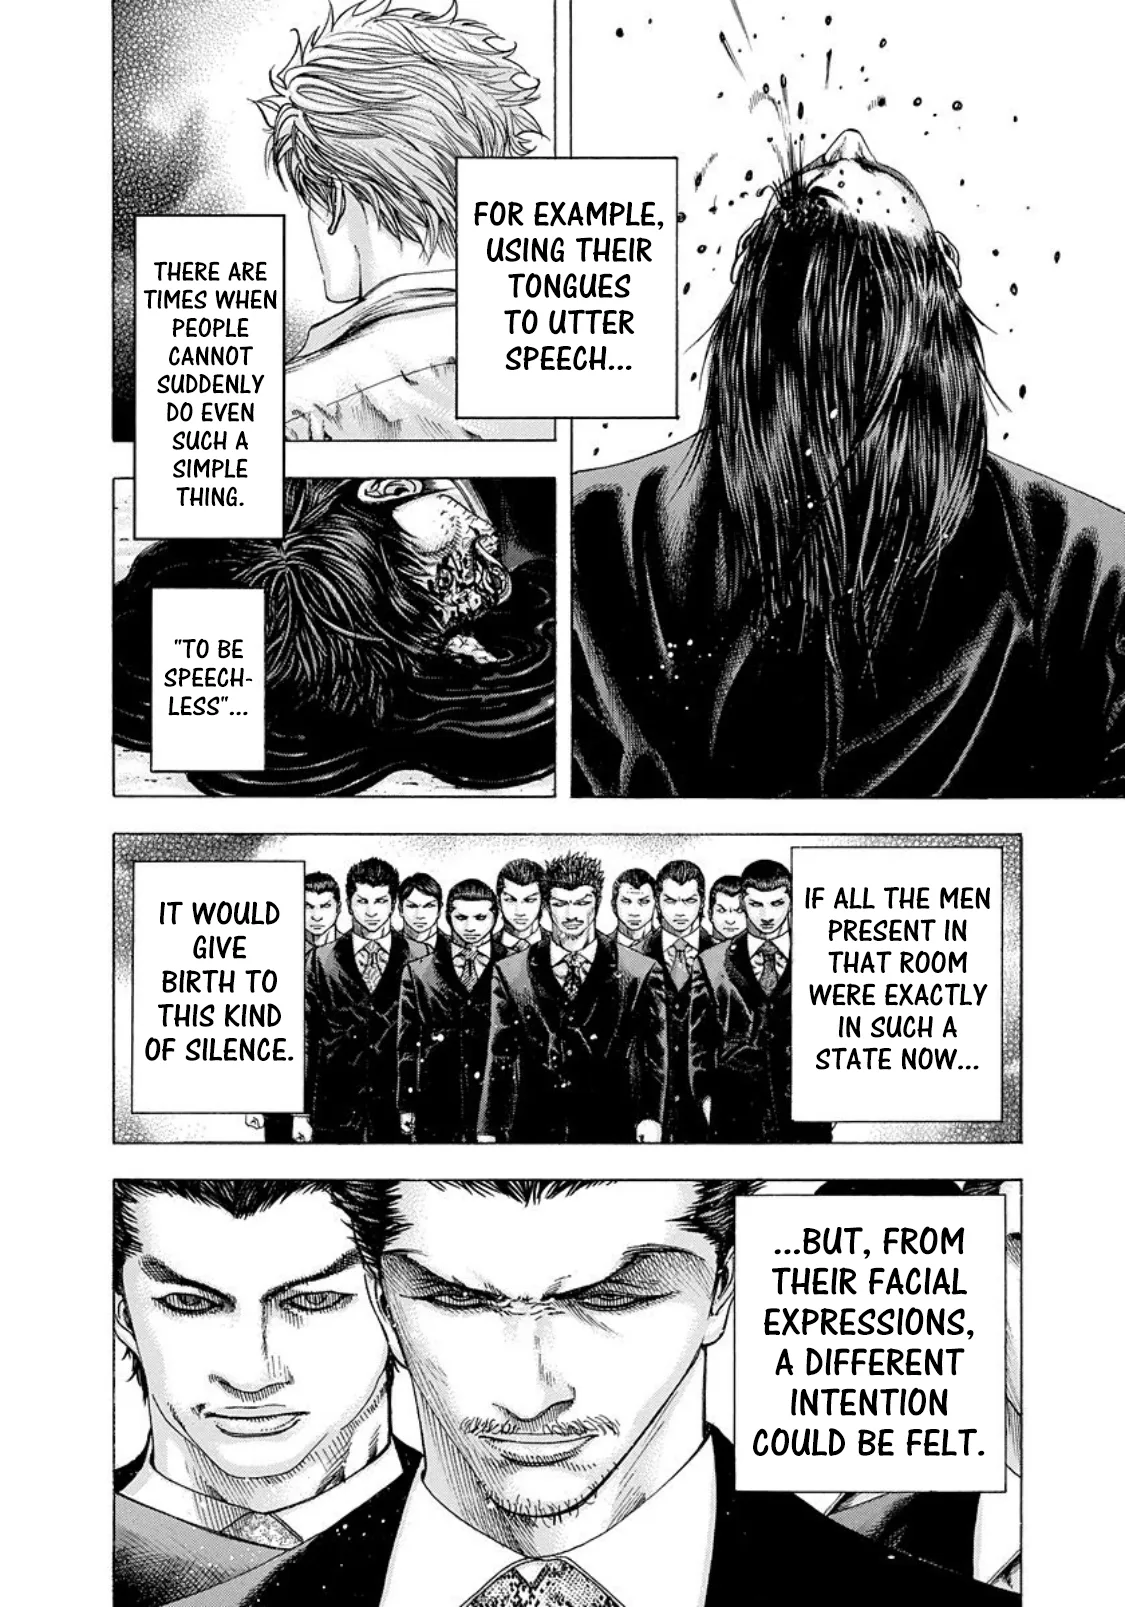 FOR EXAMPLE,
USING THEIR
TONGUES
TO UTTER
SPEECH...
THERE ARE
TIMES WHEN
PEOPLE
CANNOT
SUDDENLY
DO EVEN
SUCH A
SIMPLE
THING.
"TO BE
SPEECH-
LESS"...
IF ALL THE MEN
PRESENT IN
THAT ROOM
WERE EXACTLY
IN SUCH A
STATE NOW...
IT WOULD
GIVE
BIRTH TO
THIS KIND
OF SILENCE.
...BUT, FROM
THEIR FACIAL
EXPRESSIONS,
A DIFFERENT
INTENTION
COULD BE FELT.